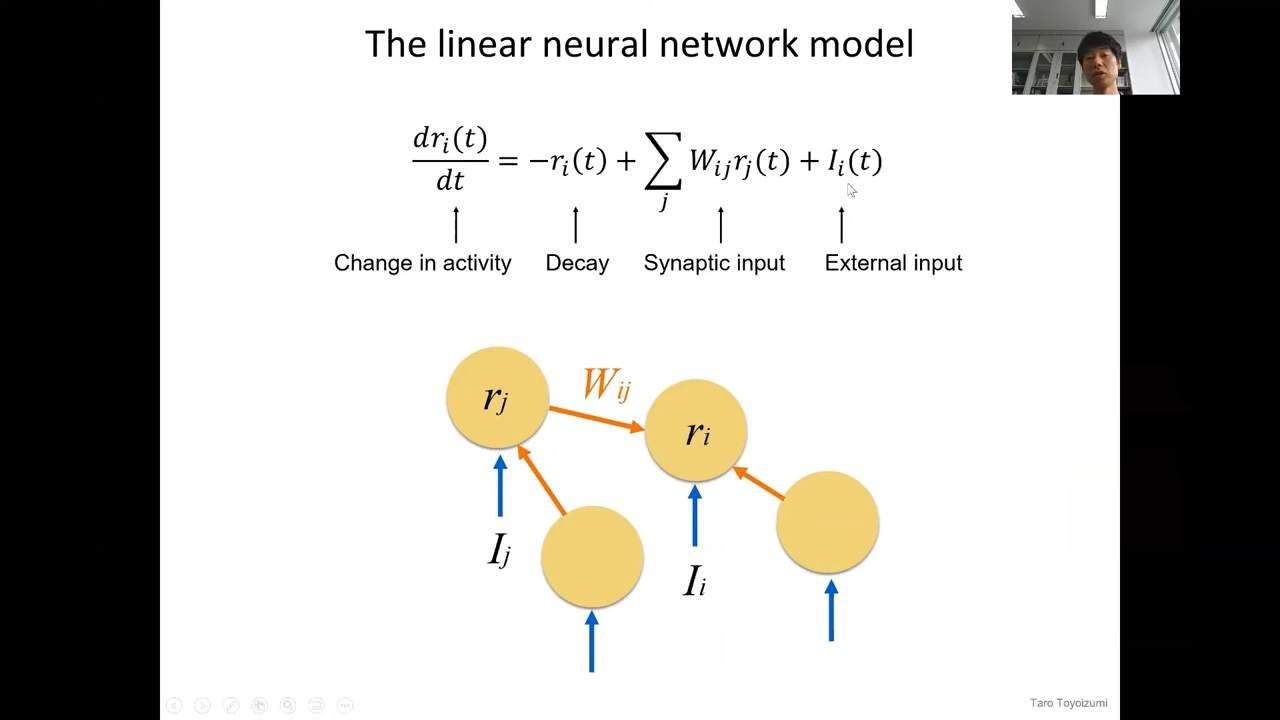 The linear neural network model
dr_i(t)/dt = −r_i(t) + ∑_j W_ij r_j(t) + I_i(t)
Change in activity Decay Synaptic input External input
W_ij
r_j
r_i
I_j
I_i
Taro Toyoizumi